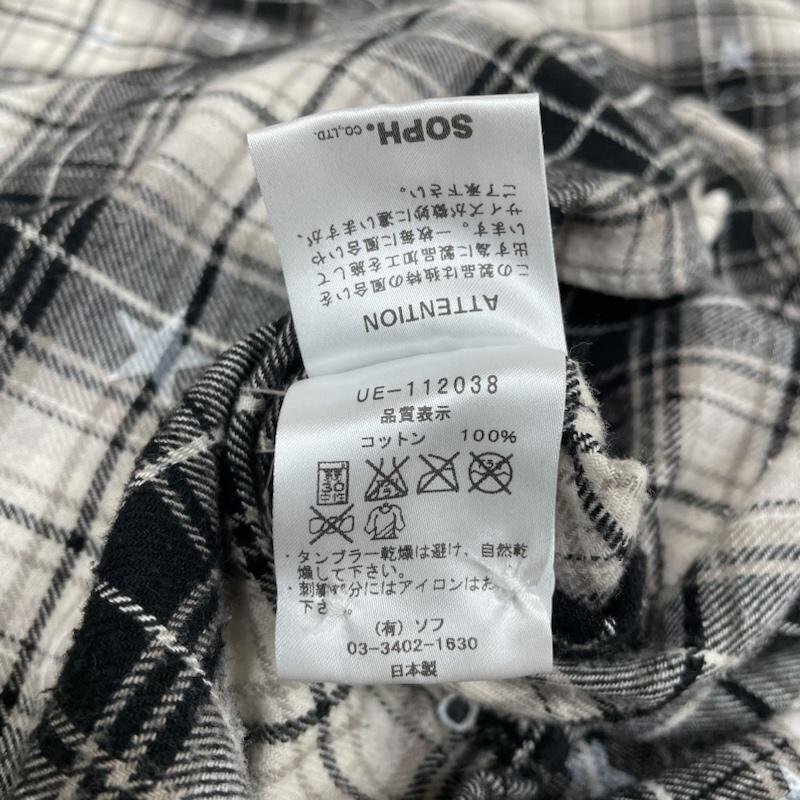 SOPH. CO.,LTD.
ATTENTION
この製品は独特の風合いを
出す為に製品加工を施して
います。一枚毎に風合いや
サイズが微妙に違いますが、
ご了承下さい。
UE-112038
品質表示
コットン 100%
30
中性
・タンブラー乾燥は避け、自然乾
燥して下さい。
・刺繍部分にはアイロンはお
下さ。
(有)ソフ
03-3402-1630
日本製